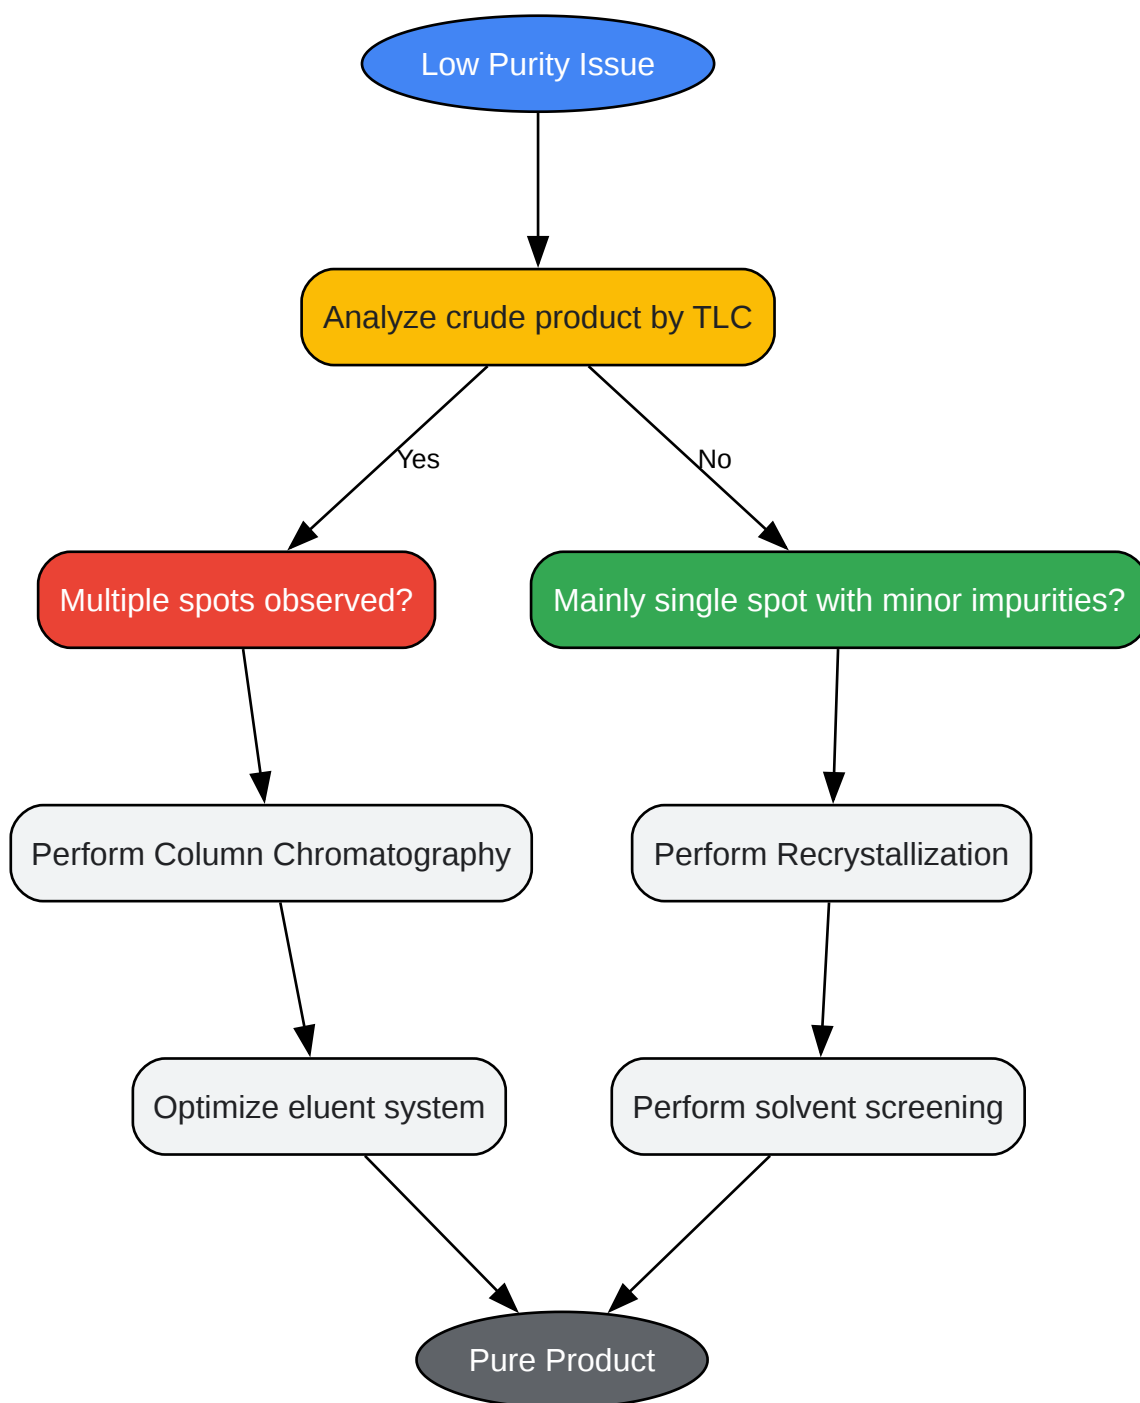 Low Purity Issue
Analyze crude product by TLC
Yes
No
Multiple spots observed?
Mainly single spot with minor impurities?
Perform Column Chromatography
Perform Recrystallization
Optimize eluent system
Perform solvent screening
Pure Product